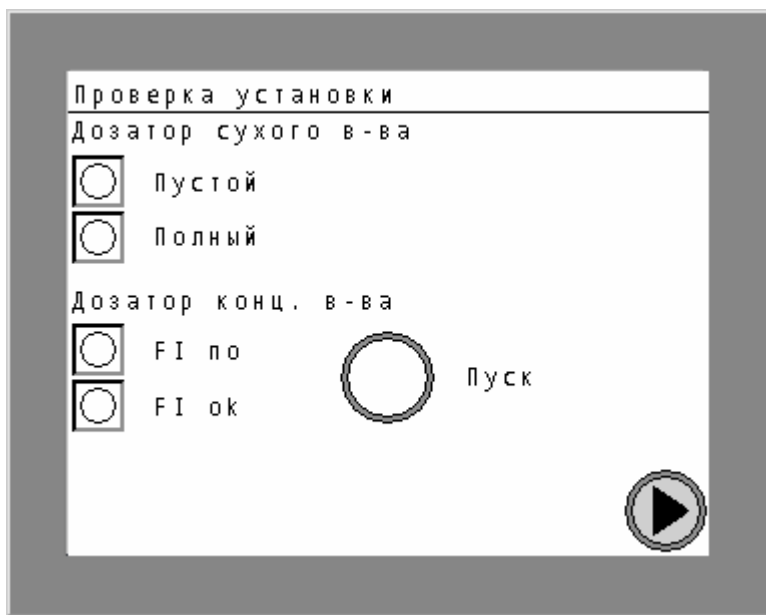 Проверка установки
Дозатор сухого в-ва
Пустой
Полный
Дозатор конц. в-ва
FI no
FI ok
Пуск